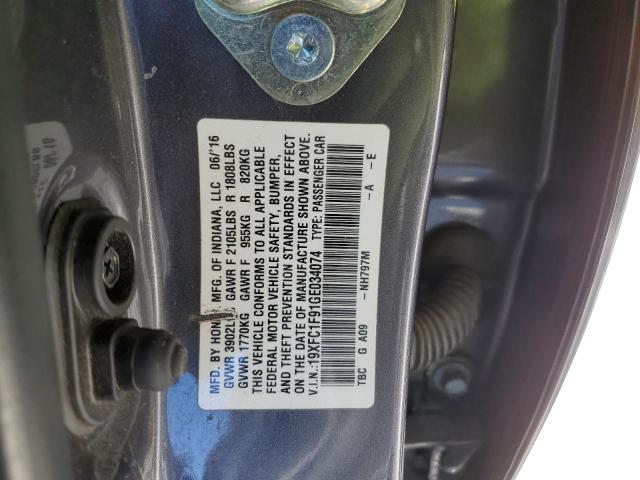 MFD. BY HONDA MFG. OF INDIANA, LLC 06/'16
GVWR 3902LBS GAWR F 2105LBS R 1808LBS
GVWR 1770KG GAWR F 955KG R 820KG
THIS VEHICLE CONFORMS TO ALL APPLICABLE
FEDERAL MOTOR VEHICLE SAFETY, BUMPER,
AND THEFT PREVENTION STANDARDS IN EFFECT
ON THE DATE OF MANUFACTURE SHOWN ABOVE.
V.I.N.:19XFC1F91GE034074 TYPE: PASSENGER CAR
TBC G A09 -NH797M -A -E